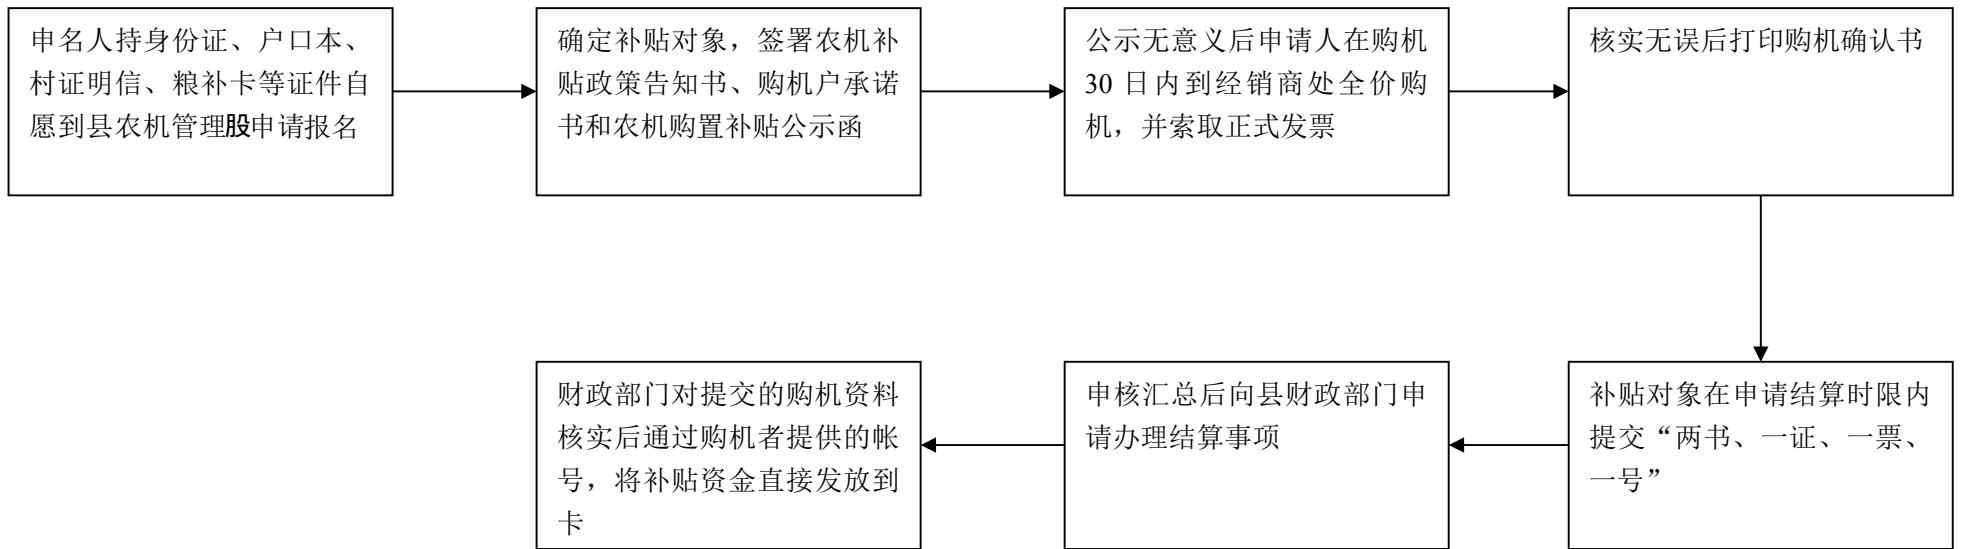 申名人持身份证、户口本、
村证明信、粮补卡等证件自
愿到县农机管理股申请报名
确定补贴对象，签署农机补
贴政策告知书、购机户承诺
书和农机购置补贴公示函
公示无意义后申请人在购机
30 日内到经销商处全价购
机，并索取正式发票
核实无误后打印购机确认书
补贴对象在申请结算时限内
提交“两书、一证、一票、
一号”
申核汇总后向县财政部门申
请办理结算事项
财政部门对提交的购机资料
核实后通过购机者提供的帐
号，将补贴资金直接发放到
卡